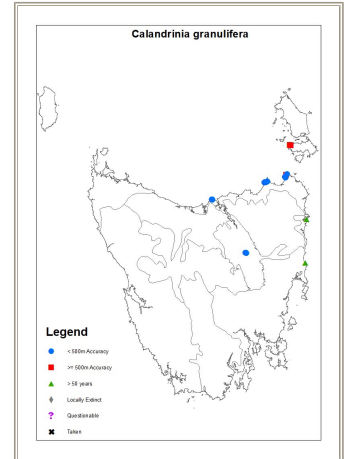 Calandrinia granulifera
Legend
< 500m Accuracy
>= 500m Accuracy
> 50 years
Locally Extinct
Questionable
Taken